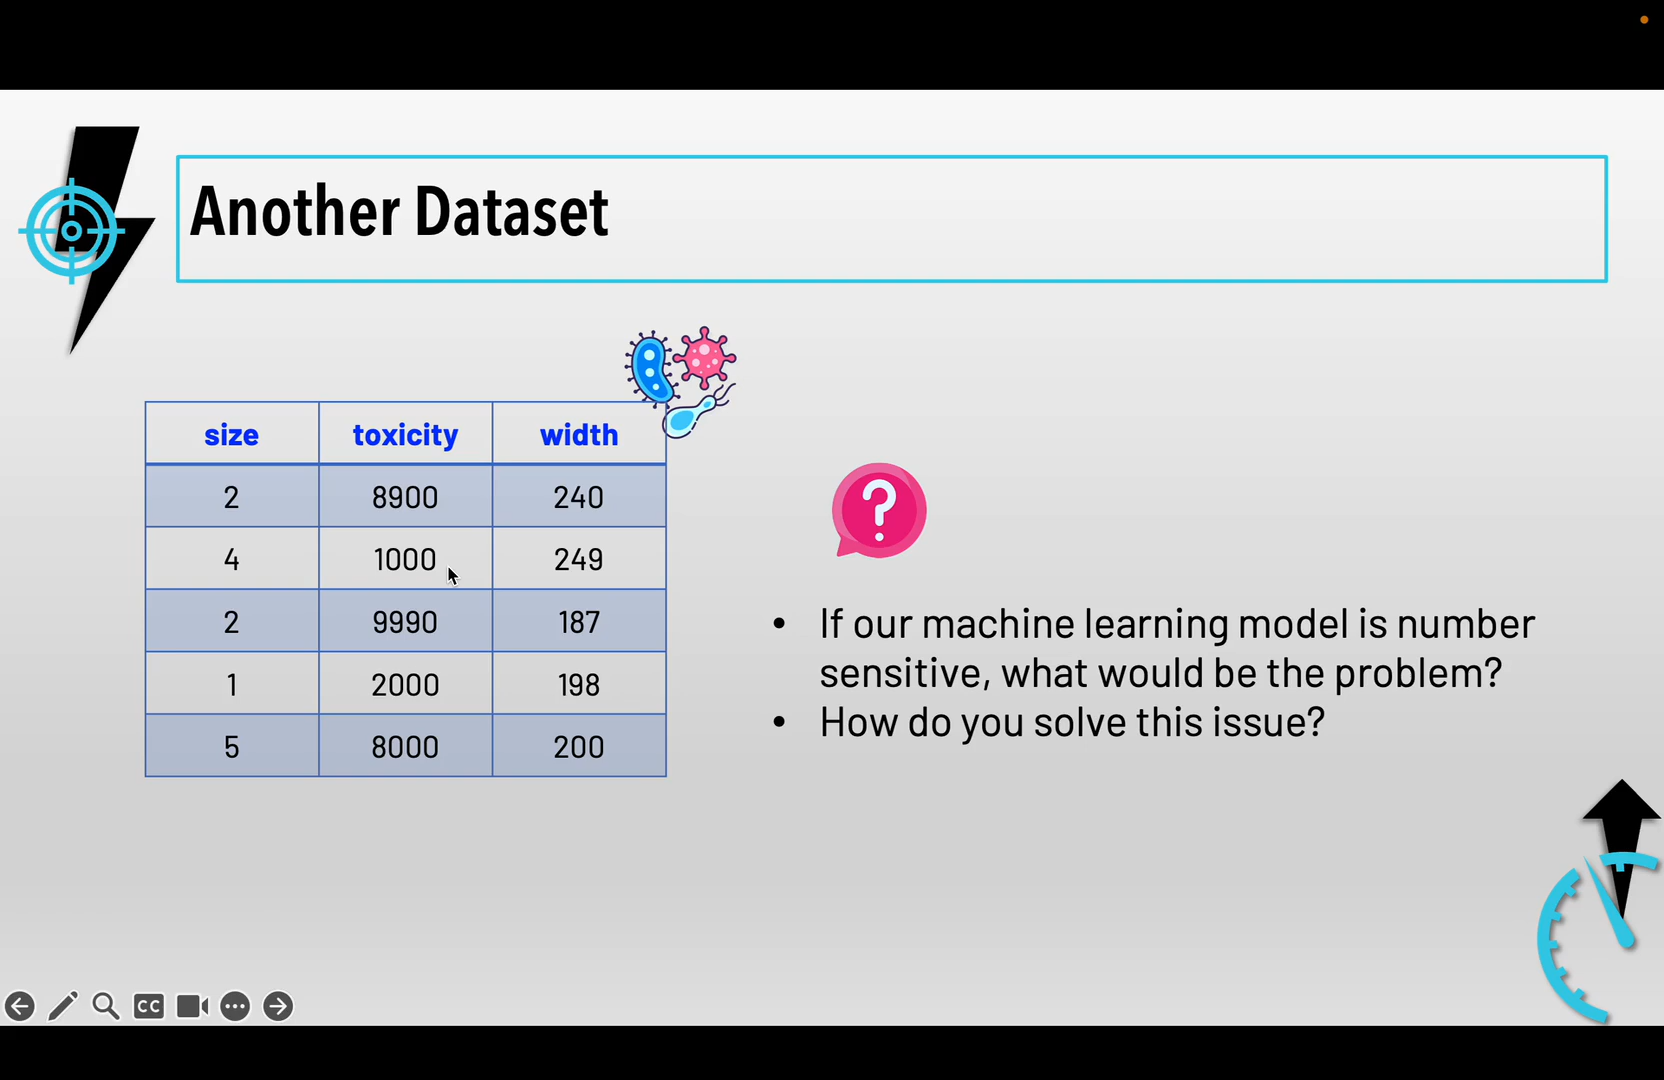 Another Dataset
size toxicity width
2 8900 240
4 1000 249
2 9990 187
1 2000 198
5 8000 200
?
• If our machine learning model is number
sensitive, what would be the problem?
• How do you solve this issue?
CC